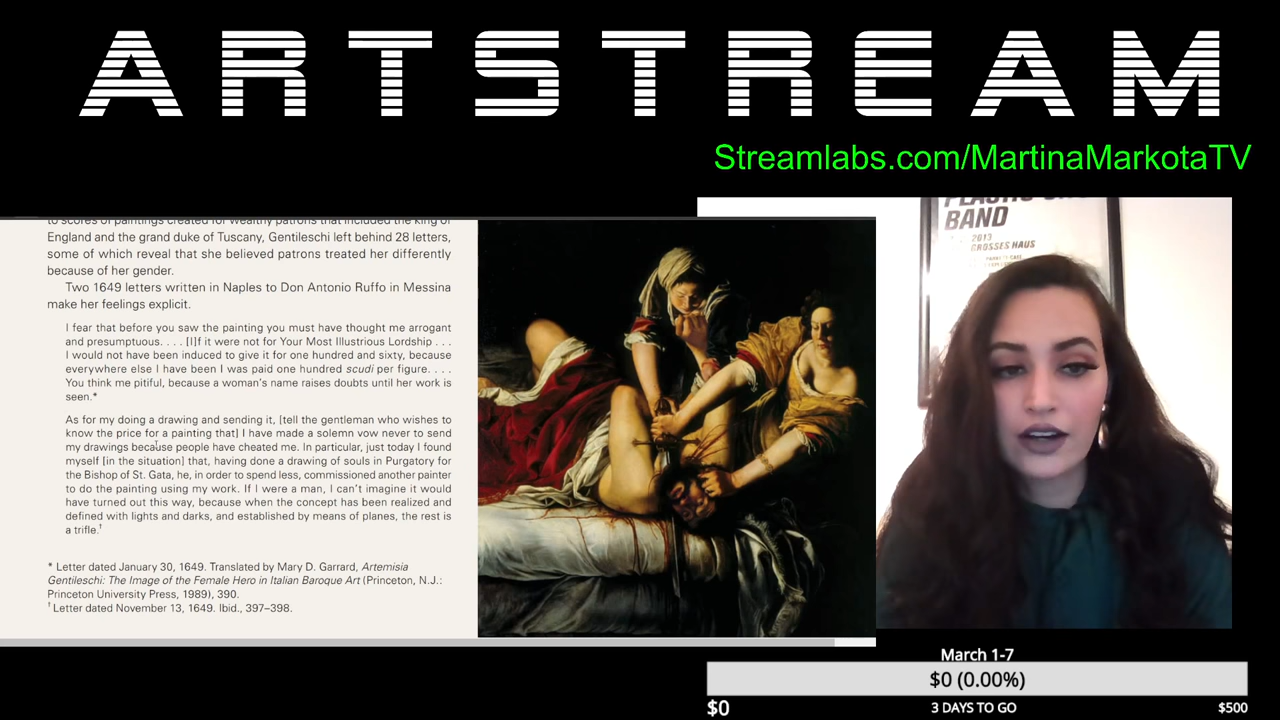 ARTSTREAM
Streamlabs.com/MartinaMarkotaTV
to scores of paintings created for wealthy patrons that included the king of
England and the grand duke of Tuscany, Gentileschi left behind 28 letters,
some of which reveal that she believed patrons treated her differently
because of her gender.
Two 1649 letters written in Naples to Don Antonio Ruffo in Messina
make her feelings explicit.
I fear that before you saw the painting you must have thought me arrogant
and presumptuous. . . . [I]f it were not for Your Most Illustrious Lordship . . .
I would not have been induced to give it for one hundred and sixty, because
everywhere else I have been I was paid one hundred scudi per figure. . . .
You think me pitiful, because a woman's name raises doubts until her work is
seen.*
As for my doing a drawing and sending it, [tell the gentleman who wishes to
know the price for a painting that] I have made a solemn vow never to send
my drawings because people have cheated me. In particular, just today I found
myself [in the situation] that, having done a drawing of souls in Purgatory for
the Bishop of St. Gata, he, in order to spend less, commissioned another painter
to do the painting using my work. If I were a man, I can't imagine it would
have turned out this way, because when the concept has been realized and
defined with lights and darks, and established by means of planes, the rest is
a trifle.†
* Letter dated January 30, 1649. Translated by Mary D. Garrard, Artemisia
Gentileschi: The Image of the Female Hero in Italian Baroque Art (Princeton, N.J.:
Princeton University Press, 1989), 390.
† Letter dated November 13, 1649. Ibid., 397–398.
BAND
2013
GROSSES HAUS
March 1-7
$0 (0.00%)
$0
3 DAYS TO GO
$500